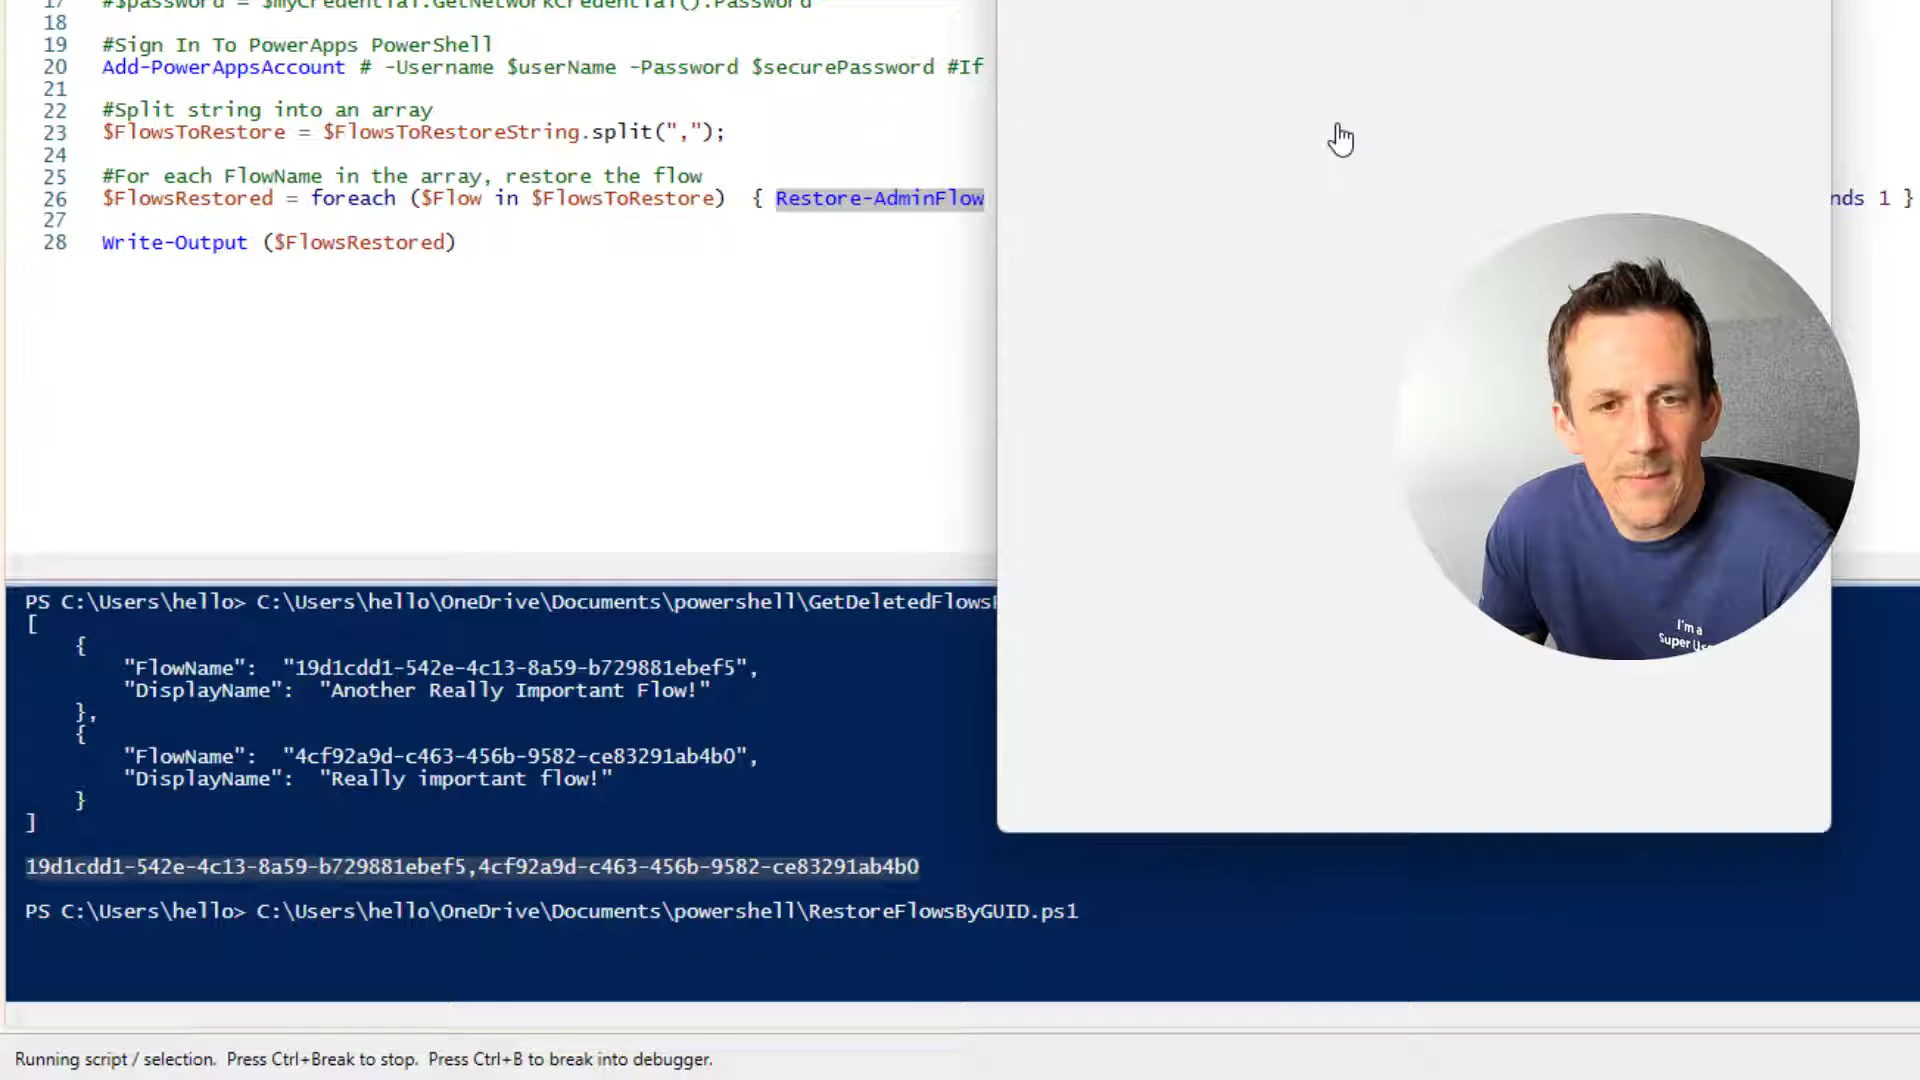 17 #$password = $myCredential.GetNetworkCredential().Password
18
19 #Sign In To PowerApps PowerShell
20 Add-PowerAppsAccount # -Username $userName -Password $securePassword #If
21
22 #Split string into an array
23 $FlowsToRestore = $FlowsToRestoreString.split(",");
24
25 #For each FlowName in the array, restore the flow
26 $FlowsRestored = foreach ($Flow in $FlowsToRestore) { Restore-AdminFlow nds 1 }
27
28 Write-Output ($FlowsRestored)
I'm a
Super
PS C:\Users\hello> C:\Users\hello\OneDrive\Documents\powershell\GetDeletedFlows
[
{
"FlowName": "19d1cdd1-542e-4c13-8a59-b729881ebef5",
"DisplayName": "Another Really Important Flow!"
},
{
"FlowName": "4cf92a9d-c463-456b-9582-ce83291ab4b0",
"DisplayName": "Really important flow!"
}
]
19d1cdd1-542e-4c13-8a59-b729881ebef5,4cf92a9d-c463-456b-9582-ce83291ab4b0
PS C:\Users\hello> C:\Users\hello\OneDrive\Documents\powershell\RestoreFlowsByGUID.ps1
Running script / selection. Press Ctrl+Break to stop. Press Ctrl+B to break into debugger.